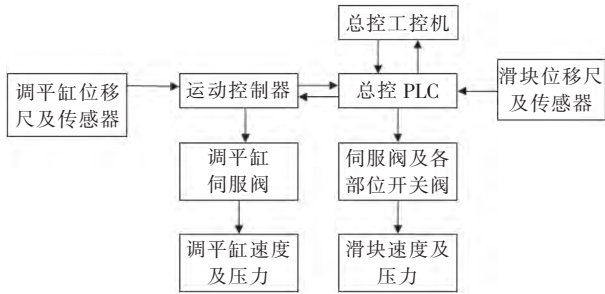 总控工控机
调平缸位移
尺及传感器
运动控制器
总控 PLC
滑块位移尺
及传感器
调平缸
伺服阀
伺服阀及各
部位开关阀
调平缸速度
及压力
滑块速度及
压力